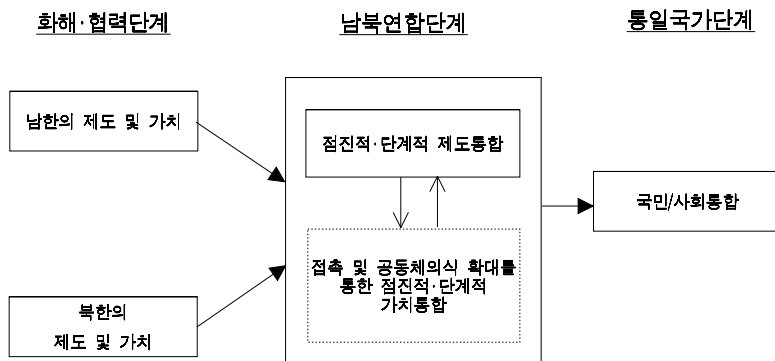 화해·협력단계
남북연합단계
통일국가단계
남한의 제도 및 가치
점진적·단계적 제도통합
국민/사회통합
접촉 및 공동체의식 확대를
통한 점진적·단계적
가치통합
북한의
제도 및 가치